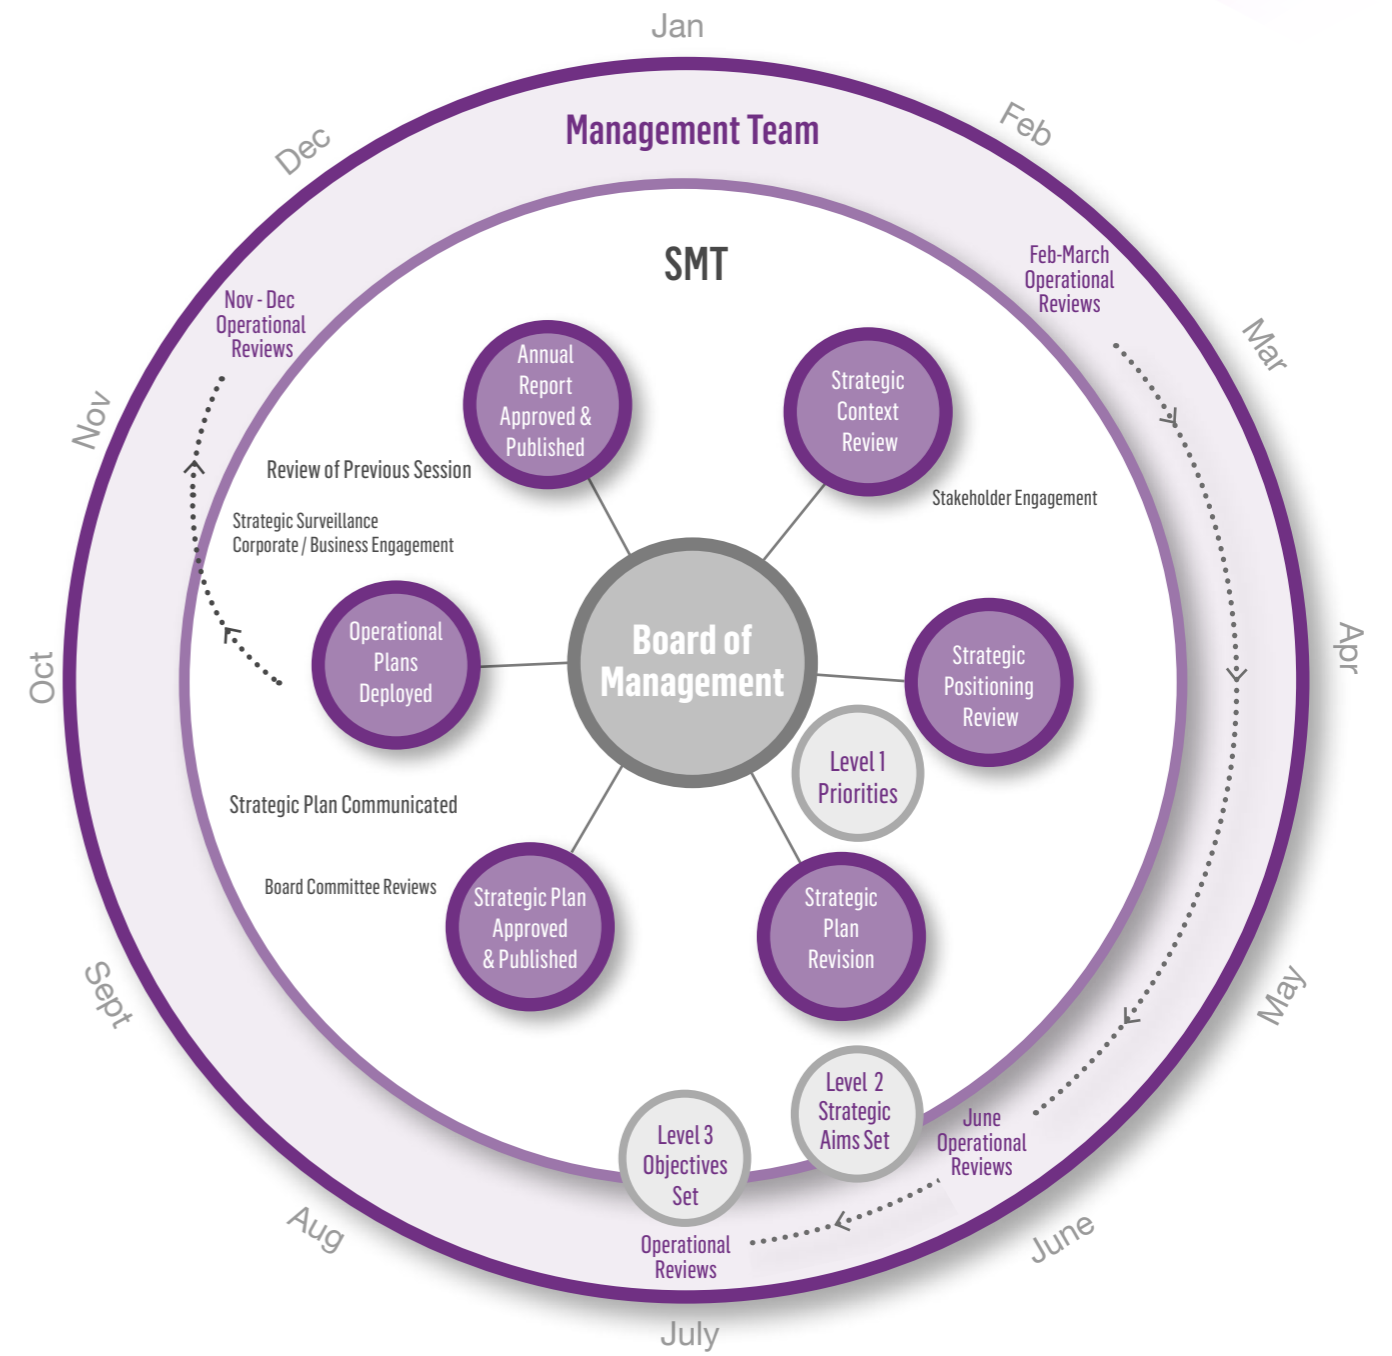 Jan
Feb
Mar
Apr
May
June
July
Aug
Sept
Oct
Nov
Dec
Management Team
SMT
Feb-March
Operational
Reviews
Nov - Dec
Operational
Reviews
Annual
Report
Approved &
Published
Strategic
Context
Review
Review of Previous Session
Stakeholder Engagement
Strategic Surveillance
Corporate / Business Engagement
Operational
Plans
Deployed
Board of
Management
Strategic
Positioning
Review
Level 1
Priorities
Strategic Plan Communicated
Board Committee Reviews
Strategic Plan
Approved
& Published
Strategic
Plan
Revision
Level 2
Strategic
Aims Set
Level 3
Objectives
Set
June
Operational
Reviews
Operational
Reviews